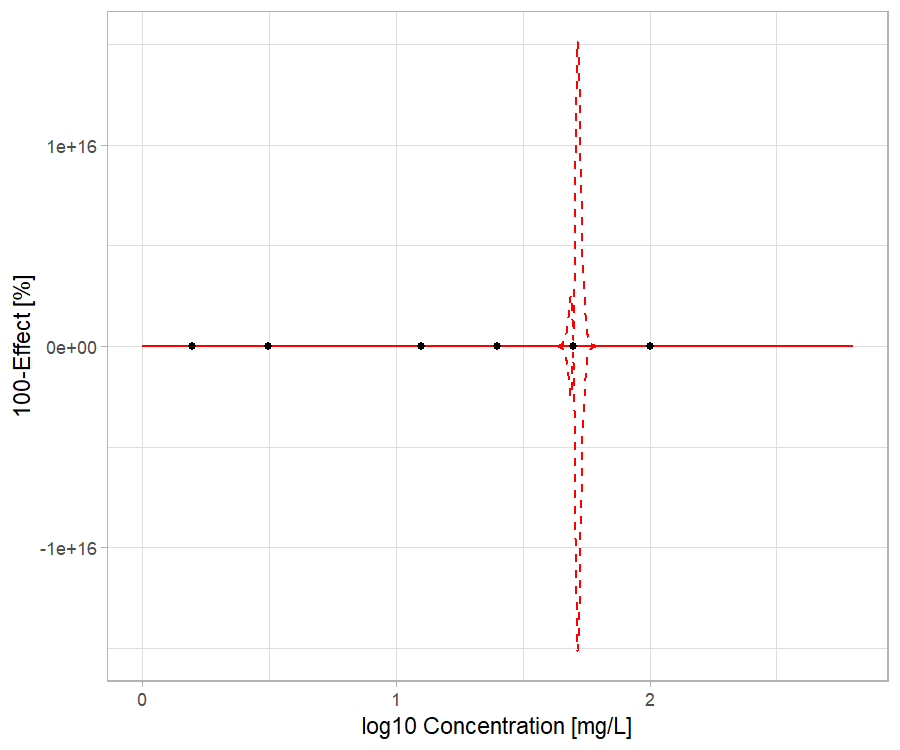 100-Effect [%]
1e+16
0e+00
-1e+16
0
1
2
log10 Concentration [mg/L]